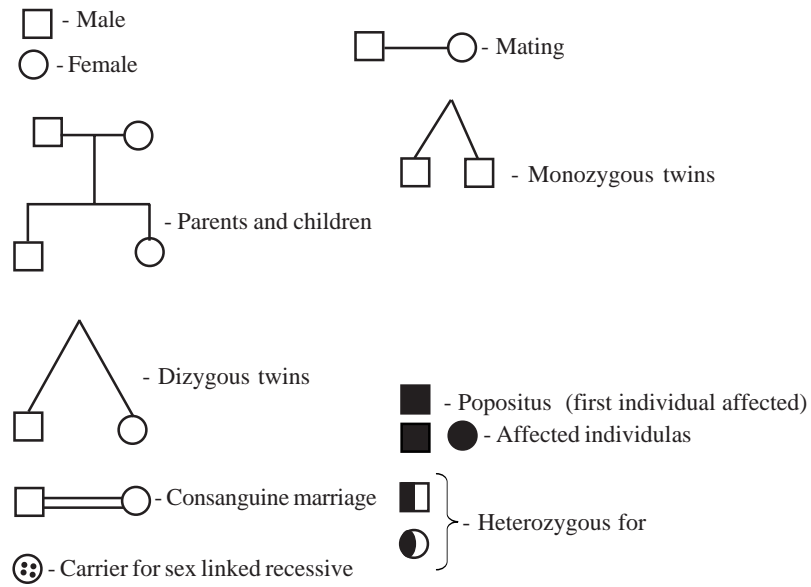 - Male
- Female
- Mating
- Monozygous twins
- Parents and children
- Dizygous twins
- Popositus (first individual affected)
- Affected individulas
- Consanguine marriage
- Heterozygous for
- Carrier for sex linked recessive